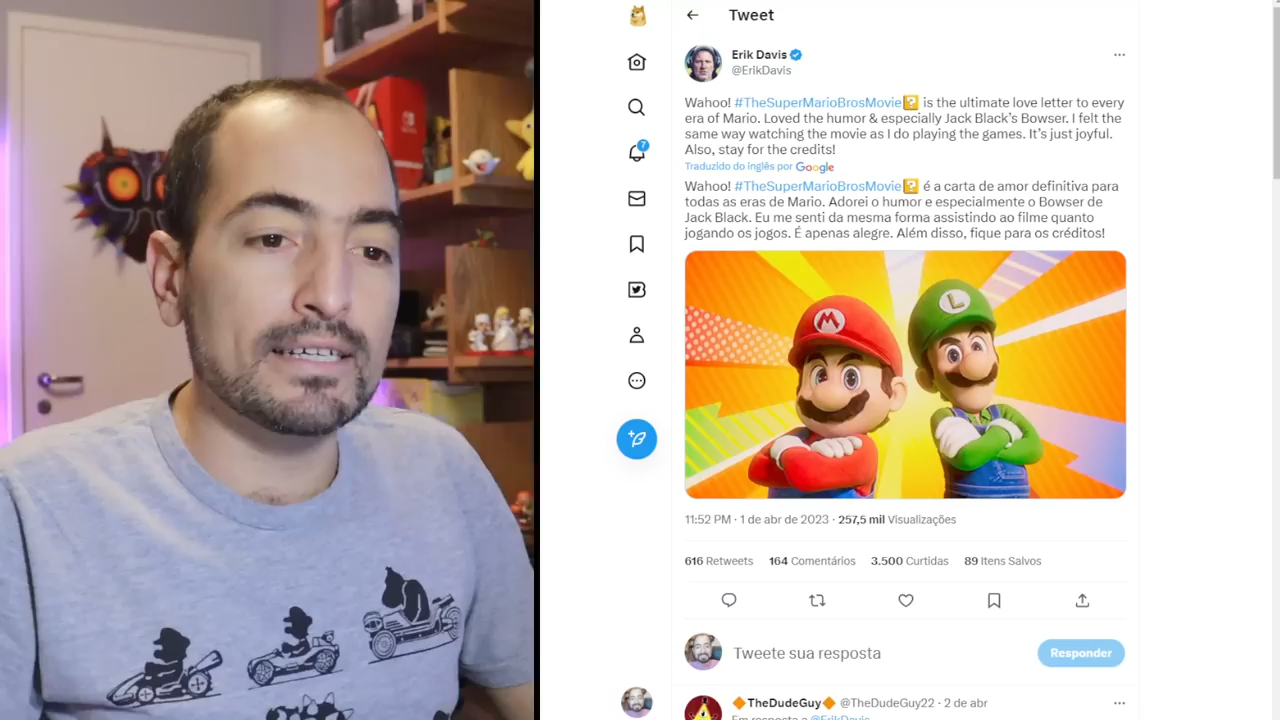 Tweet
Erik Davis
@ErikDavis
Wahoo! #TheSuperMarioBrosMovie is the ultimate love letter to every
era of Mario. Loved the humor & especially Jack Black's Bowser. I felt the
same way watching the movie as I do playing the games. It's just joyful.
Also, stay for the credits!
Traduzido do inglês por Google
Wahoo! #TheSuperMarioBrosMovie é a carta de amor definitiva para
todas as eras de Mario. Adorei o humor e especialmente o Bowser de
Jack Black. Eu me senti da mesma forma assistindo ao filme quanto
jogando os jogos. É apenas alegre. Além disso, fique para os créditos!
7
M
L
11:52 PM · 1 de abr de 2023 · 257,5 mil Visualizações
616 Retweets 164 Comentários 3.500 Curtidas 89 Itens Salvos
Tweete sua resposta
Responder
TheDudeGuy @TheDudeGuy22 · 2 de abr
Em resposta a @ErikDavis